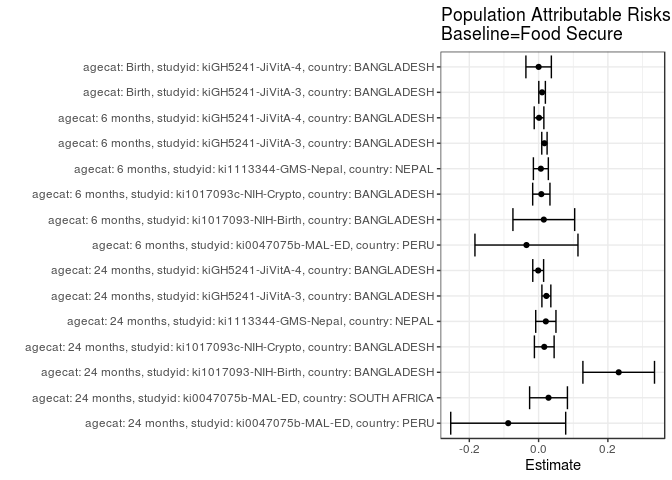 Population Attributable Risks
Baseline=Food Secure
agecat: Birth, studyid: kiGH5241-JiVitA-4, country: BANGLADESH
agecat: Birth, studyid: kiGH5241-JiVitA-3, country: BANGLADESH
agecat: 6 months, studyid: kiGH5241-JiVitA-4, country: BANGLADESH
agecat: 6 months, studyid: kiGH5241-JiVitA-3, country: BANGLADESH
agecat: 6 months, studyid: ki1113344-GMS-Nepal, country: NEPAL
agecat: 6 months, studyid: ki1017093c-NIH-Crypto, country: BANGLADESH
agecat: 6 months, studyid: ki1017093-NIH-Birth, country: BANGLADESH
agecat: 6 months, studyid: ki0047075b-MAL-ED, country: PERU
agecat: 24 months, studyid: kiGH5241-JiVitA-4, country: BANGLADESH
agecat: 24 months, studyid: kiGH5241-JiVitA-3, country: BANGLADESH
agecat: 24 months, studyid: ki1113344-GMS-Nepal, country: NEPAL
agecat: 24 months, studyid: ki1017093c-NIH-Crypto, country: BANGLADESH
agecat: 24 months, studyid: ki1017093-NIH-Birth, country: BANGLADESH
agecat: 24 months, studyid: ki0047075b-MAL-ED, country: SOUTH AFRICA
agecat: 24 months, studyid: ki0047075b-MAL-ED, country: PERU
-0.2 0.0 0.2
Estimate